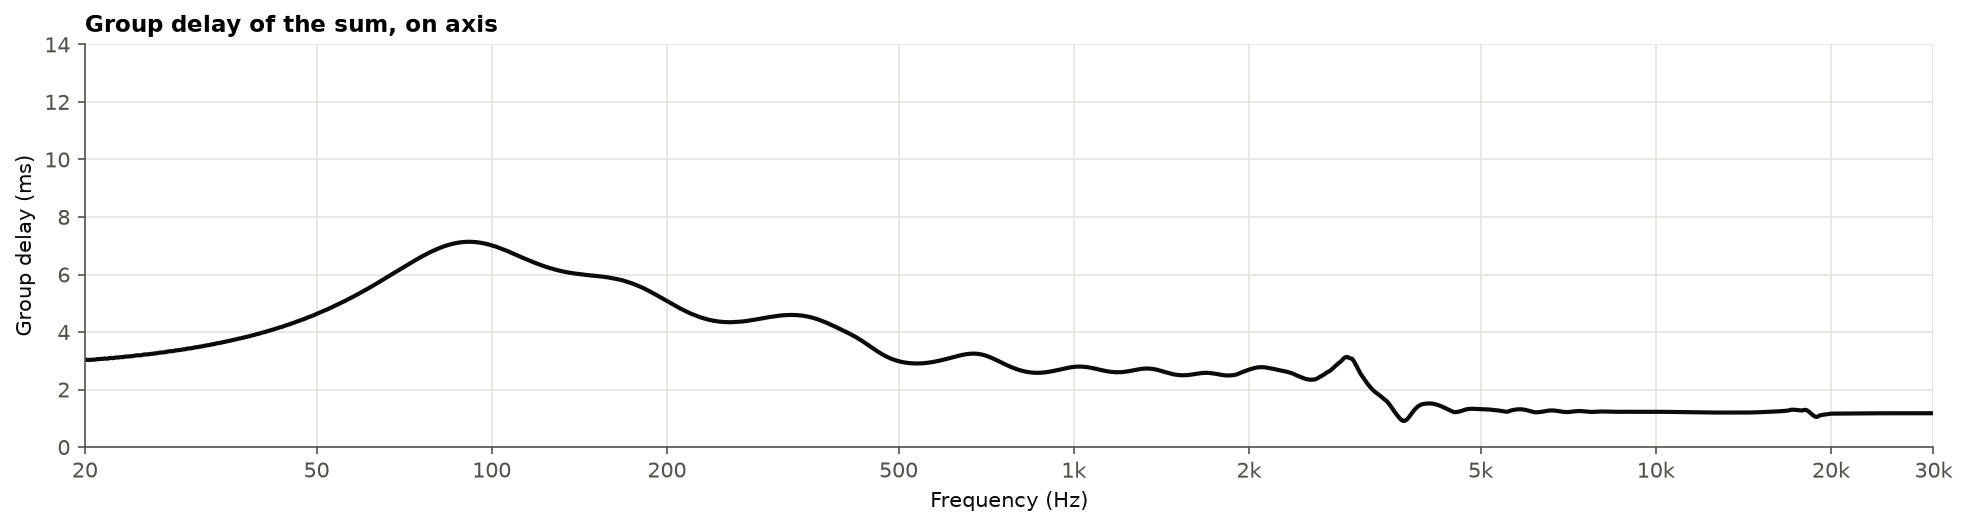 Group delay of the sum, on axis
Group delay (ms)
14
12
10
8
6
4
2
0
20 50 100 200 500 1k 2k 5k 10k 20k 30k
Frequency (Hz)